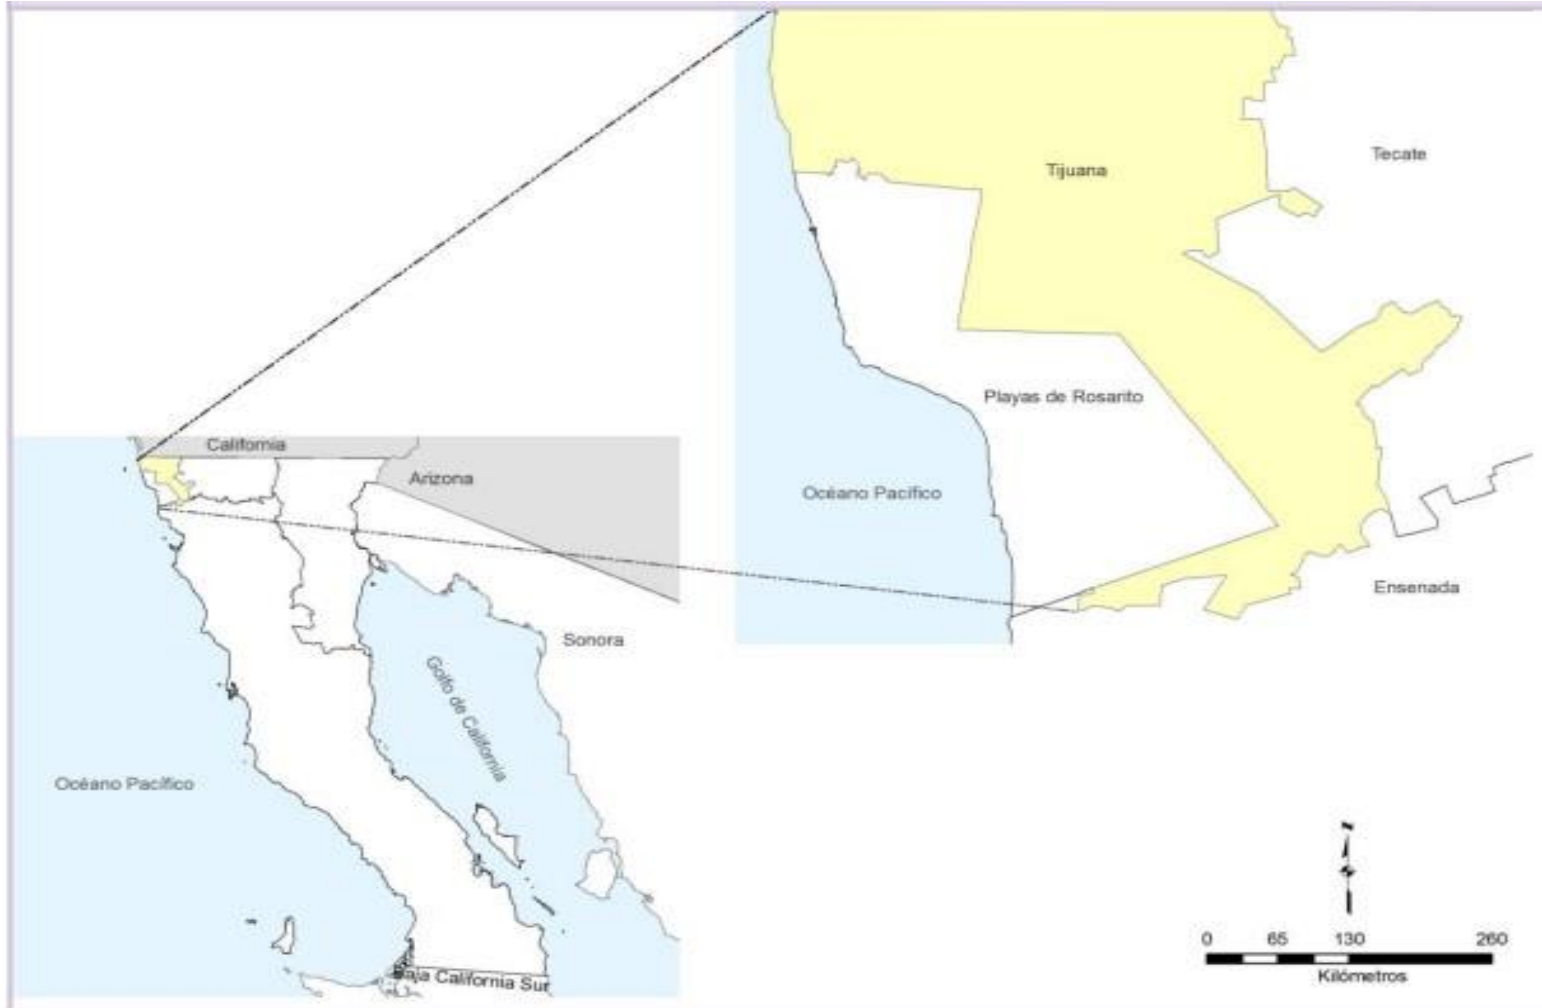 Tijuana
Tecate
Playas de Rosarito
Océano Pacífico
Ensenada
California
Arizona
Sonora
Golfo de California
Océano Pacífico
Baja California Sur
N
0 65 130 260
Kilómetros